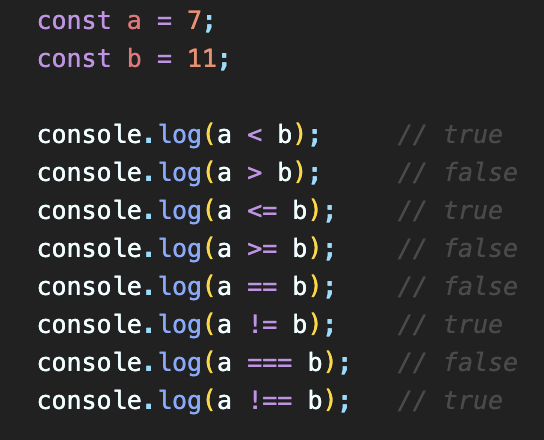 const a = 7;
const b = 11;

console.log(a < b);     // true
console.log(a > b);     // false
console.log(a <= b);    // true
console.log(a >= b);    // false
console.log(a == b);    // false
console.log(a != b);    // true
console.log(a === b);   // false
console.log(a !== b);   // true